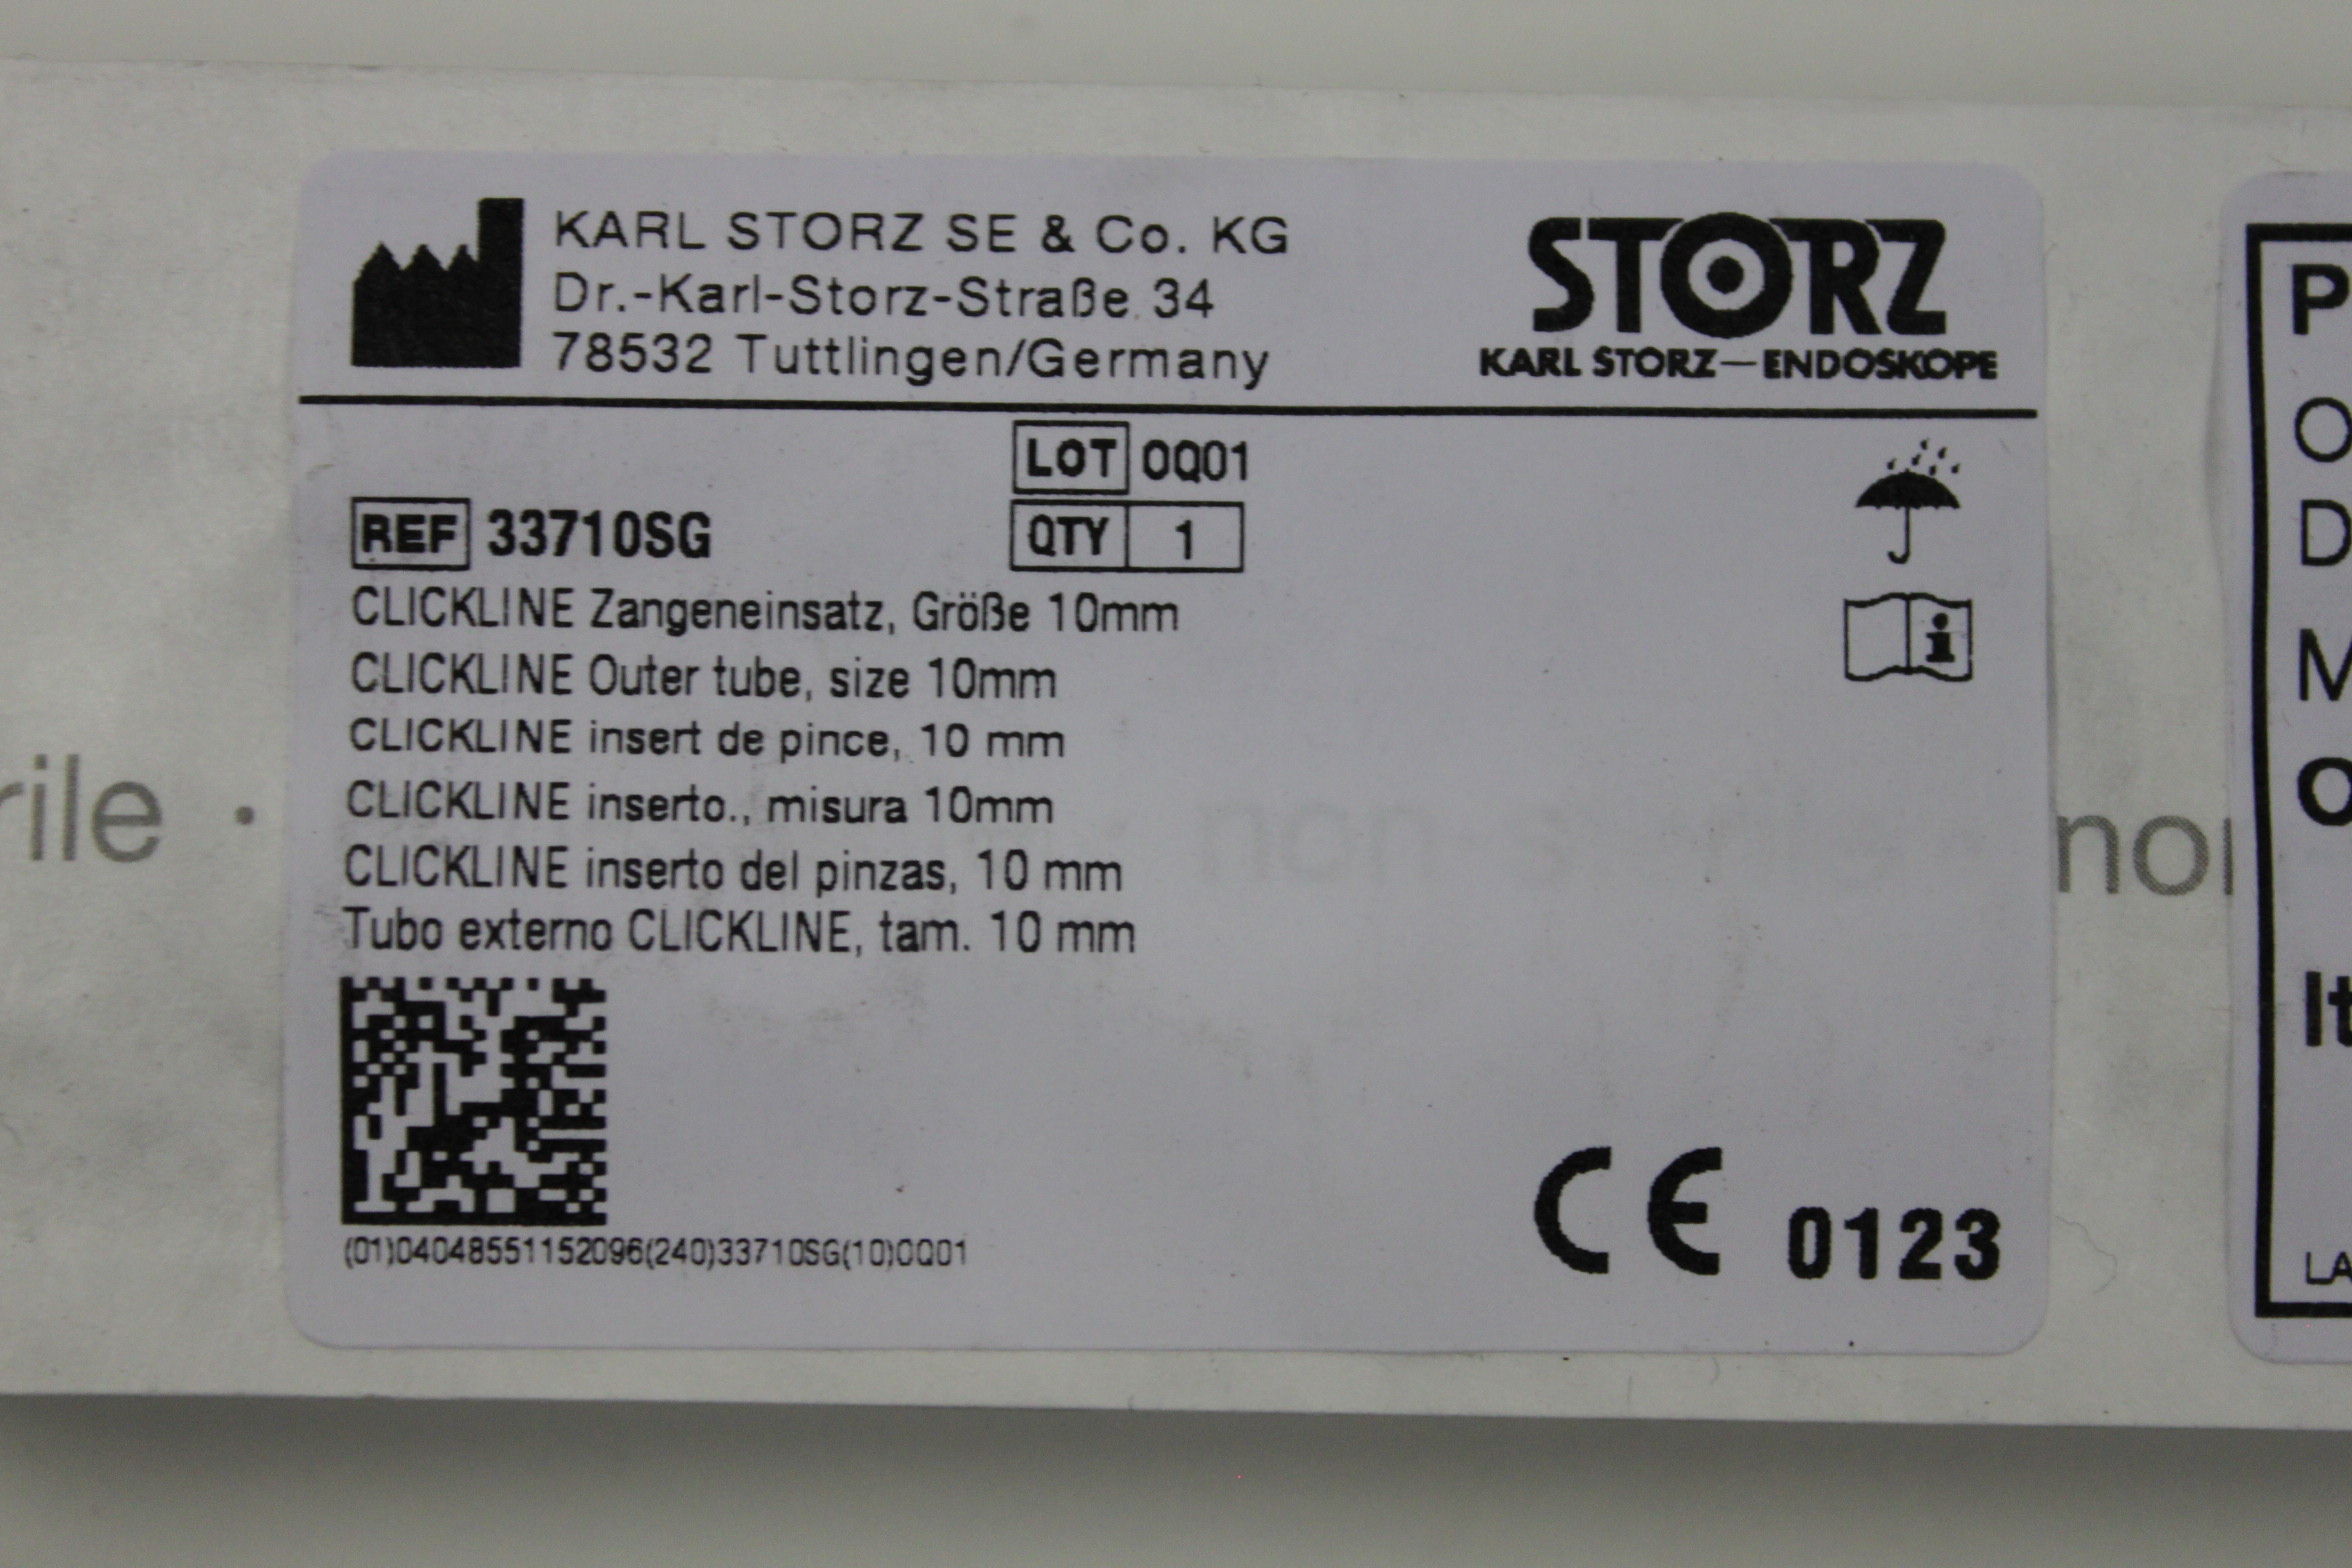 KARL STORZ SE & Co. KG
Dr.-Karl-Storz-Straße 34
78532 Tuttlingen/Germany
STORZ
KARL STORZ—ENDOSKOPE
LOT 0Q01
REF 33710SG
QTY 1
CLICKLINE Zangeneinsatz, Größe 10mm
CLICKLINE Outer tube, size 10mm
CLICKLINE insert de pince, 10 mm
CLICKLINE inserto., misura 10mm
CLICKLINE inserto del pinzas, 10 mm
Tubo externo CLICKLINE, tam. 10 mm
(01)04048551152096(240)33710SG(10)0Q01
CE 0123